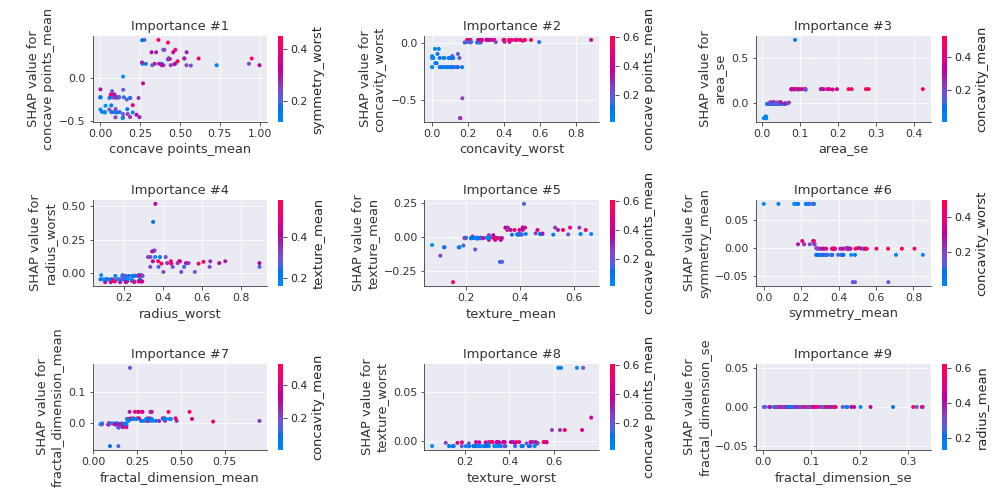 Importance #1
SHAP value for
concave points_mean
0.0
−0.5
0.00
0.25
0.50
0.75
1.00
concave points_mean
0.4
0.2
symmetry_worst
Importance #2
SHAP value for
concavity_worst
0.0
−0.5
0.0
0.2
0.4
0.6
0.8
concavity_worst
0.6
0.4
0.2
concave points_mean
Importance #3
SHAP value for
area_se
0.5
0.0
0.0
0.1
0.2
0.3
0.4
area_se
0.4
0.2
concavity_worst
Importance #4
SHAP value for
radius_worst
0.50
0.25
0.00
0.2
0.4
0.6
0.8
radius_worst
0.4
0.2
texture_mean
Importance #5
SHAP value for
texture_mean
0.25
0.00
−0.25
0.2
0.4
0.6
texture_mean
0.6
0.4
0.2
concave points_mean
Importance #6
SHAP value for
symmetry_mean
0.05
0.00
−0.05
0.0
0.2
0.4
0.6
0.8
symmetry_mean
0.4
0.2
concavity_worst
Importance #7
SHAP value for
fractal_dimension_mean
0.1
0.0
0.00
0.25
0.50
0.75
fractal_dimension_mean
0.4
0.2
concavity_mean
Importance #8
SHAP value for
texture_worst
0.05
0.00
0.2
0.4
0.6
texture_worst
0.6
0.4
0.2
concave points_mean
Importance #9
SHAP value for
fractal_dimension_se
0.05
0.00
−0.05
0.0
0.1
0.2
0.3
fractal_dimension_se
0.6
0.4
0.2
radius_mean